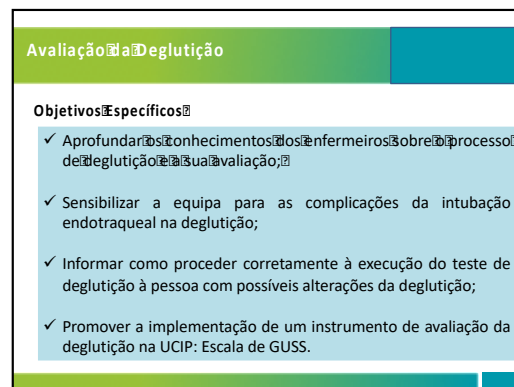 Avaliação da Deglutição
Objetivos Específicos
✓ Aprofundar os conhecimentos dos enfermeiros sobre o processo
de deglutição e a sua avaliação;
✓ Sensibilizar a equipa para as complicações da intubação
endotraqueal na deglutição;
✓ Informar como proceder corretamente à execução do teste de
deglutição à pessoa com possíveis alterações da deglutição;
✓ Promover a implementação de um instrumento de avaliação da
deglutição na UCIP: Escala de GUSS.